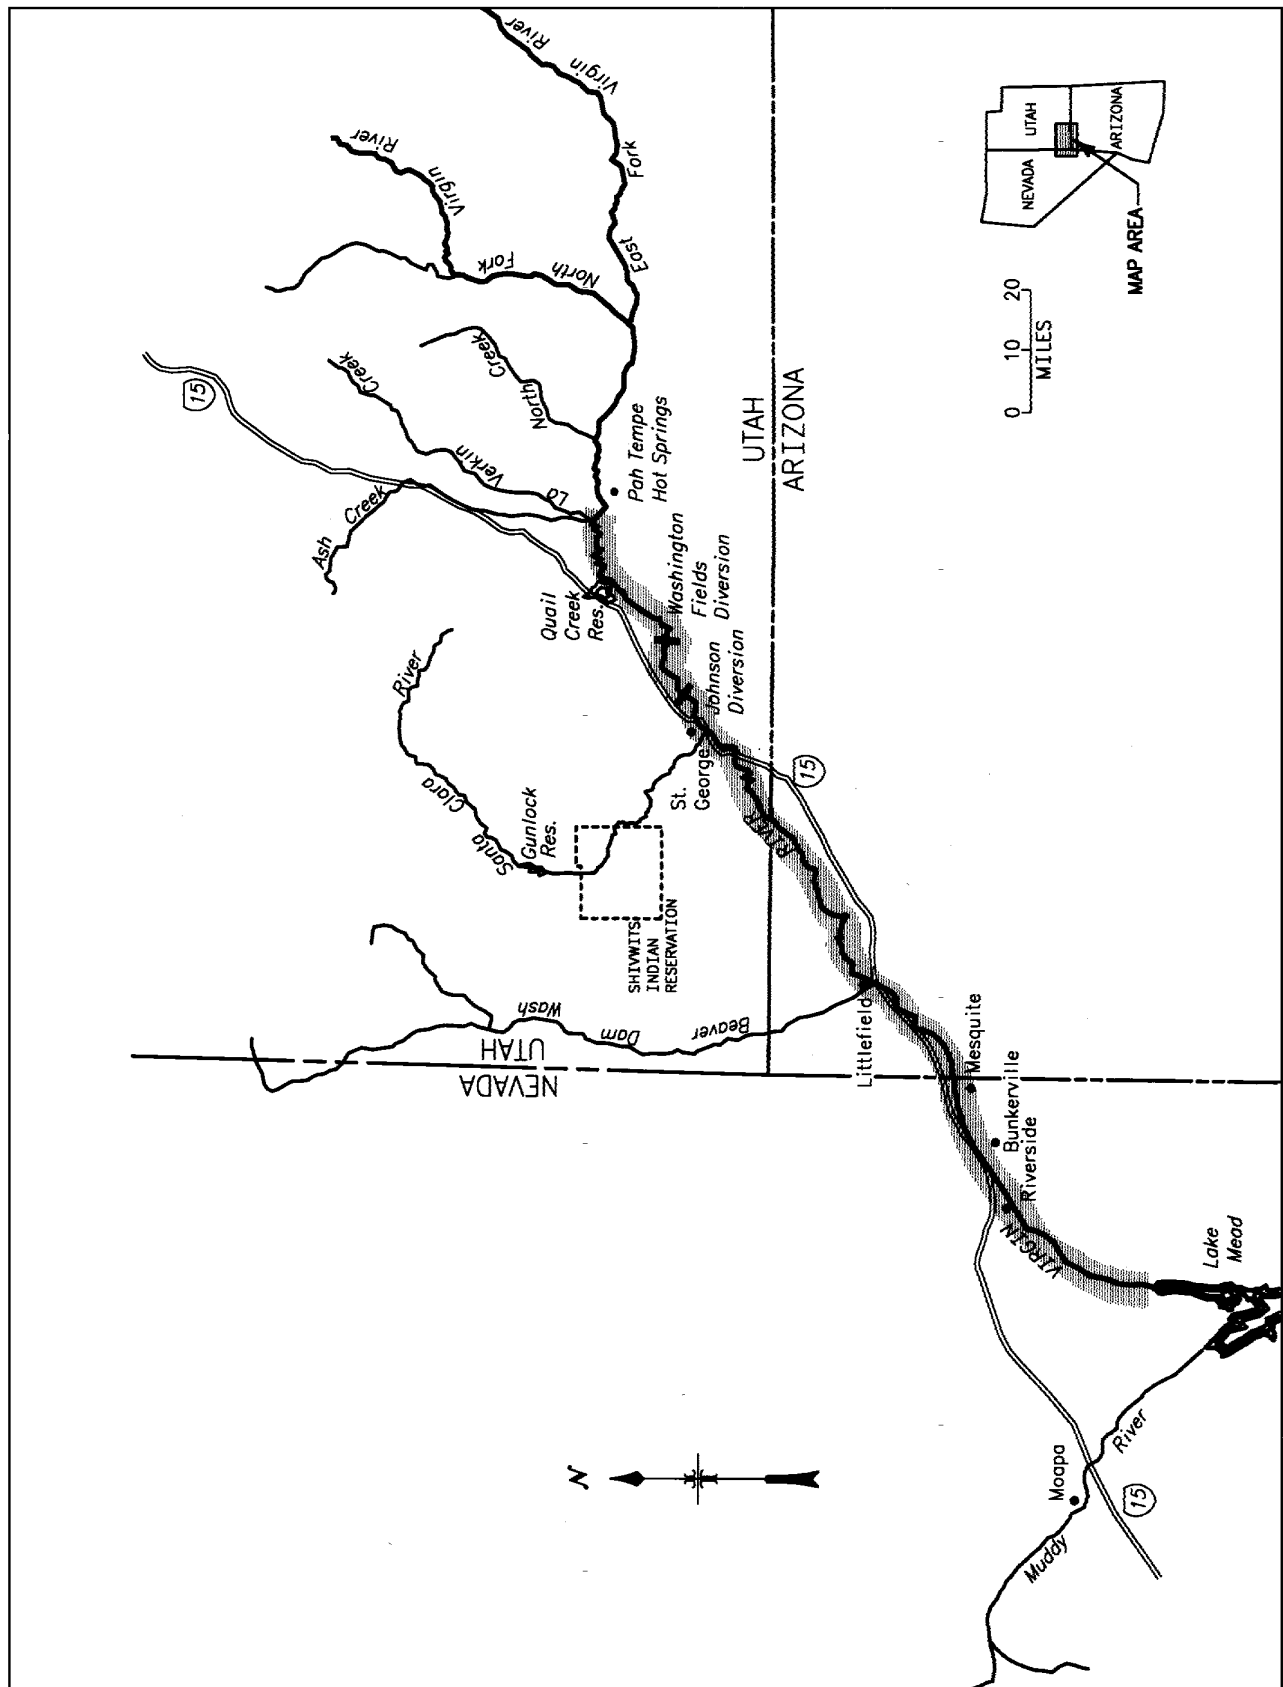 River
Virgin
Fork
East
River
Virgin
Fork
North
Creek
North
Creek
Verkin
La
15
Ash
Creek
Pah Tempe
Hot Springs
Quail
Creek
Res.
Washington
Fields
Diversion
Johnson
Diversion
UTAH
ARIZONA
River
Clara
Santa
Gunlock
Res.
St.
George
SHIVWITS
INDIAN
RESERVATION
RIVER
15
Wash
Dam
Beaver
UTAH
NEVADA
Littlefield
Mesquite
Bunkerville
Riverside
VIRGIN
Lake
Mead
N
Moapa
Muddy
River
15
NEVADA
UTAH
ARIZONA
MAP AREA
0 10 20
MILES